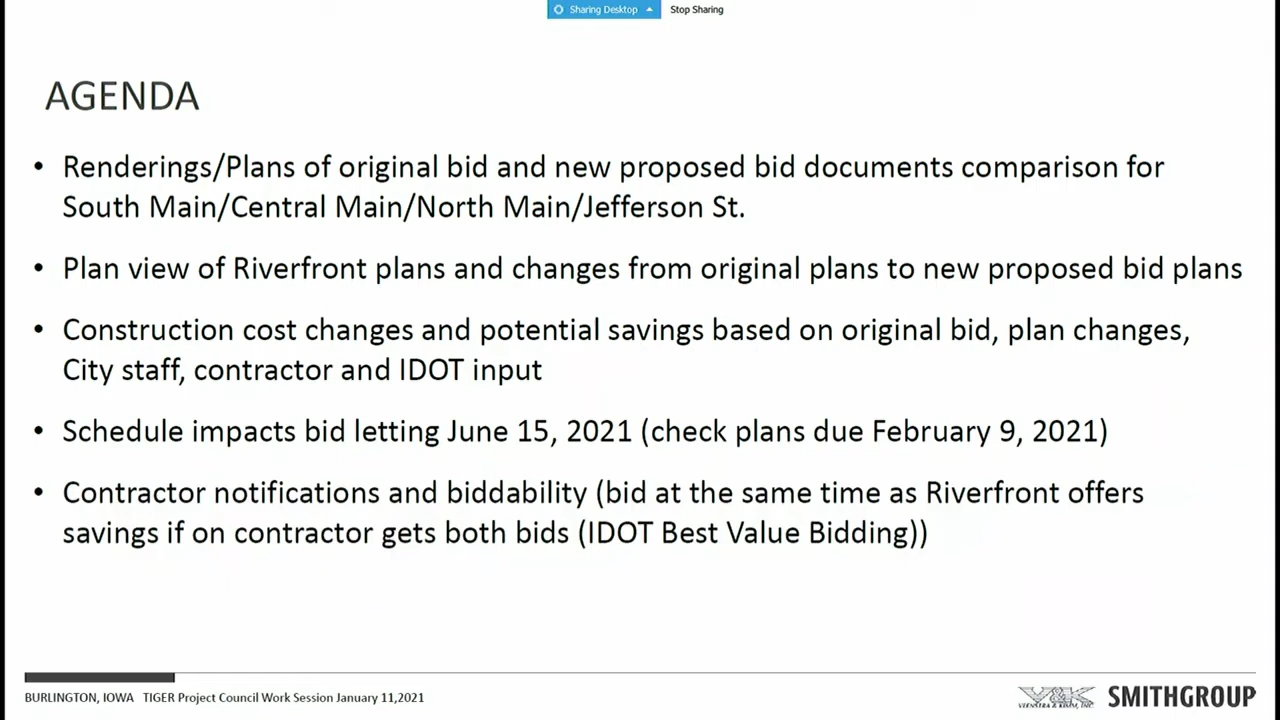 Sharing Desktop Stop Sharing
AGENDA
• Renderings/Plans of original bid and new proposed bid documents comparison for
South Main/Central Main/North Main/Jefferson St.
• Plan view of Riverfront plans and changes from original plans to new proposed bid plans
• Construction cost changes and potential savings based on original bid, plan changes,
City staff, contractor and IDOT input
• Schedule impacts bid letting June 15, 2021 (check plans due February 9, 2021)
• Contractor notifications and biddability (bid at the same time as Riverfront offers
savings if on contractor gets both bids (IDOT Best Value Bidding))
BURLINGTON, IOWA TIGER Project Council Work Session January 11,2021
V&K
VEENSTRA & KIMM, INC.
SMITHGROUP